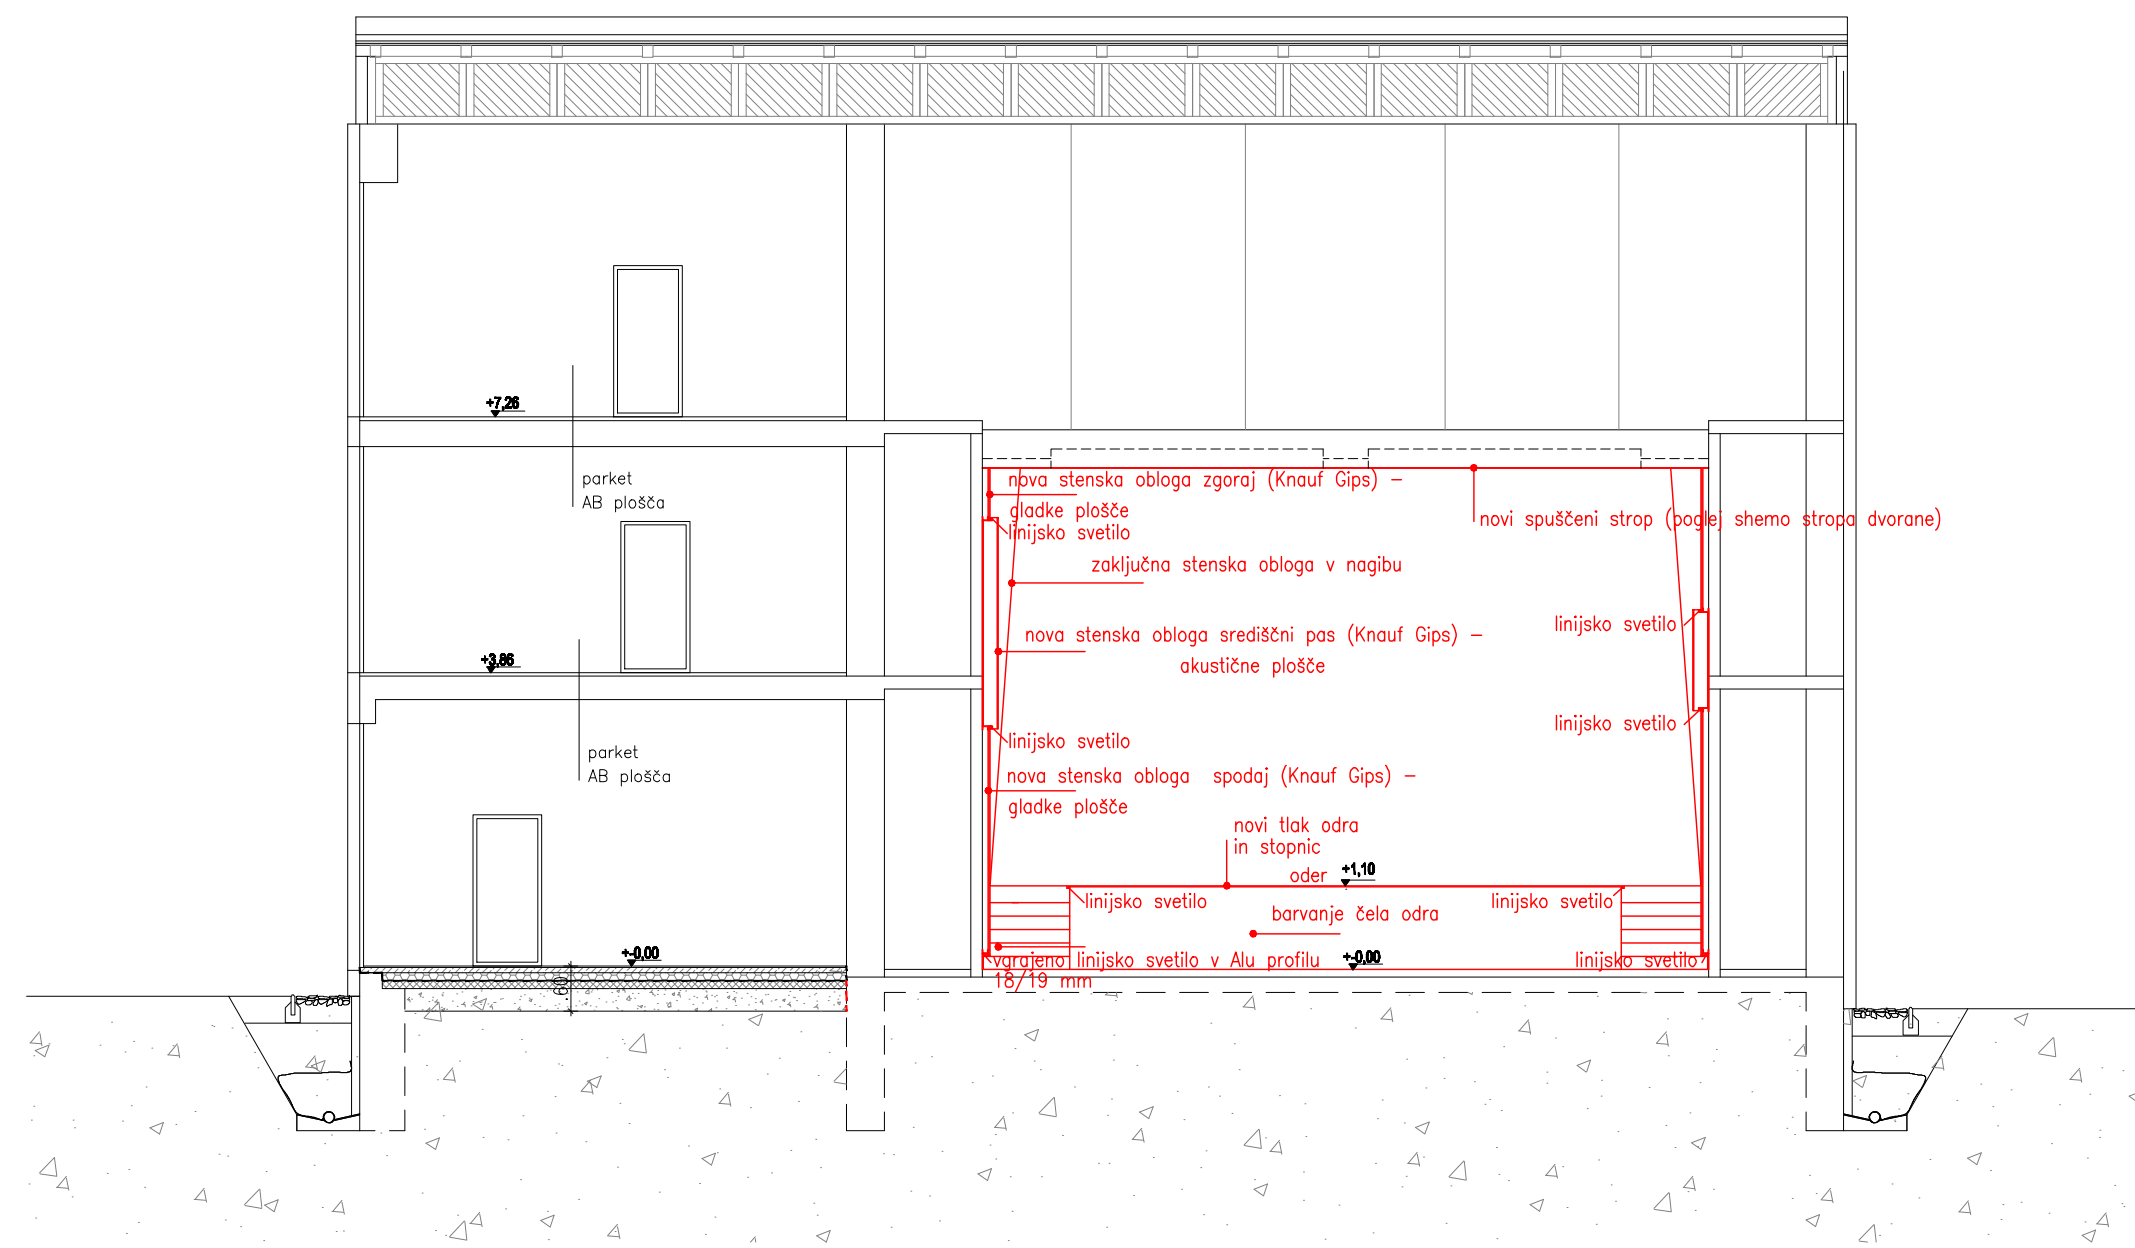 +7,26
parket
AB plošča
nova stenska obloga zgoraj (Knauf Gips) –
gladke plošče
linijsko svetilo
novi spuščeni strop (poglej shemo stropa dvorane)
zaključna stenska obloga v nagibu
linijsko svetilo
nova stenska obloga središčni pas (Knauf Gips) –
akustične plošče
+3,86
linijsko svetilo
linijsko svetilo
parket
AB plošča
nova stenska obloga spodaj (Knauf Gips) –
gladke plošče
novi tlak odra
in stopnic
oder
+1,10
linijsko svetilo
linijsko svetilo
barvanje čela odra
+-0,00
vgrajeno linijsko svetilo v Alu profilu
18/19 mm
+-0,00
linijsko svetilo
.60